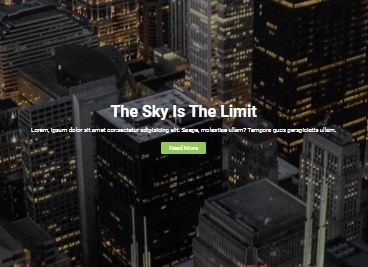 The Sky Is The Limit
Lorem, ipsum dolor sit amet consectetur adipisicing elit. Saepe, molestiae ullam? Tempora quos perspiciatis ullam.
Read More